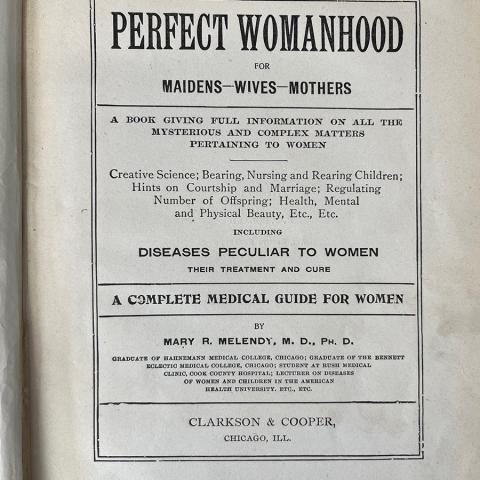 PERFECT WOMANHOOD
FOR
MAIDENS—WIVES—MOTHERS
A BOOK GIVING FULL INFORMATION ON ALL THE
MYSTERIOUS AND COMPLEX MATTERS
PERTAINING TO WOMEN
Creative Science; Bearing, Nursing and Rearing Children;
Hints on Courtship and Marriage; Regulating
Number of Offspring; Health, Mental
and Physical Beauty, Etc., Etc.
INCLUDING
DISEASES PECULIAR TO WOMEN
THEIR TREATMENT AND CURE
A COMPLETE MEDICAL GUIDE FOR WOMEN
BY
MARY R. MELENDY, M. D., PH. D.
GRADUATE OF HAHNEMANN MEDICAL COLLEGE, CHICAGO; GRADUATE OF THE BENNETT
ECLECTIC MEDICAL COLLEGE, CHICAGO; STUDENT AT RUSH MEDICAL
CLINIC, COOK COUNTY HOSPITAL; LECTURER ON DISEASES
OF WOMEN AND CHILDREN IN THE AMERICAN
HEALTH UNIVERSITY. ETC., ETC.
CLARKSON & COOPER,
CHICAGO, ILL.